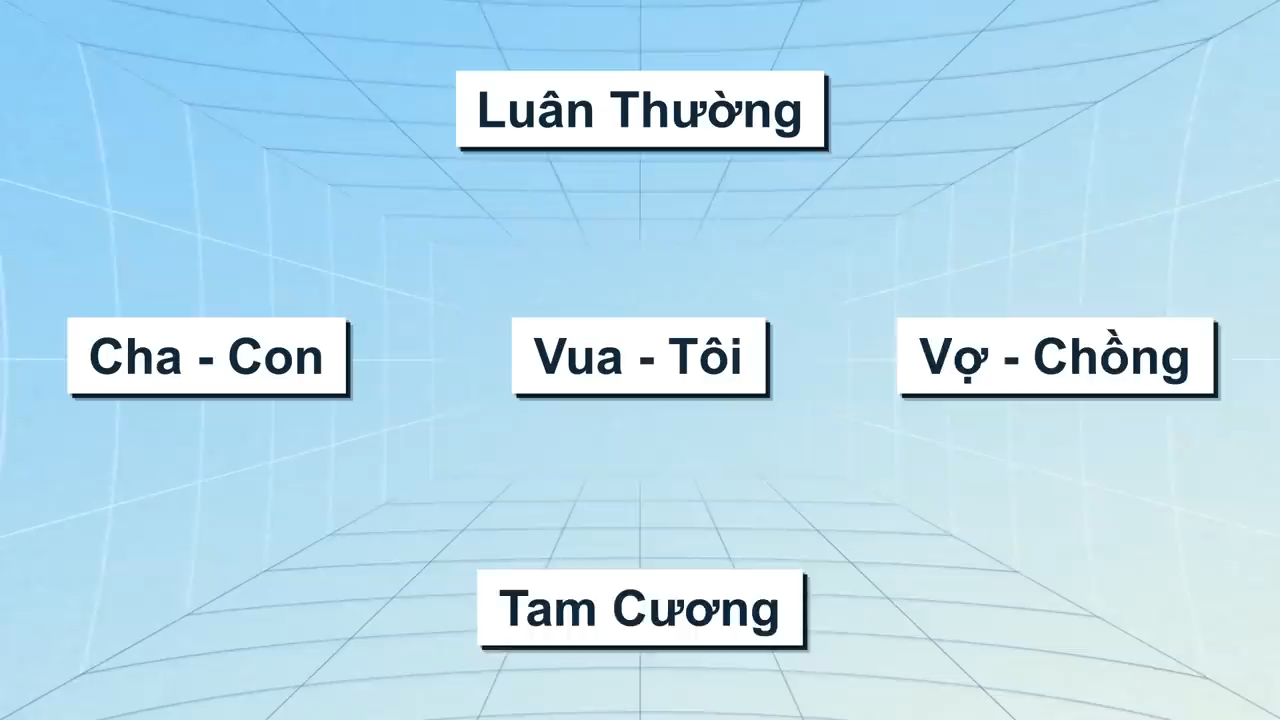 Luân Thường
Cha - Con
Vua - Tôi
Vợ - Chồng
Tam Cương